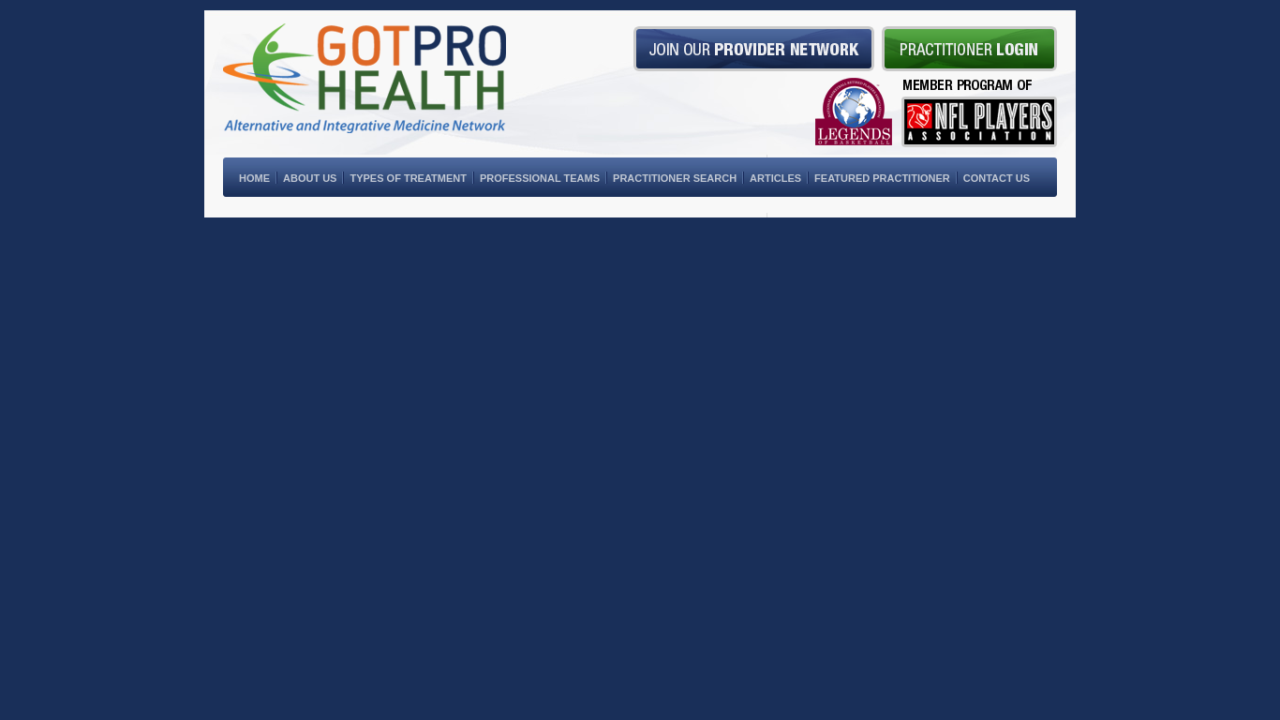 GOTPRO
HEALTH
Alternative and Integrative Medicine Network
JOIN OUR PROVIDER NETWORK
PRACTITIONER LOGIN
LEGENDS
OF BASKETBALL
MEMBER PROGRAM OF
NFL PLAYERS
ASSOCIATION
HOME ABOUT US TYPES OF TREATMENT PROFESSIONAL TEAMS PRACTITIONER SEARCH ARTICLES FEATURED PRACTITIONER CONTACT US